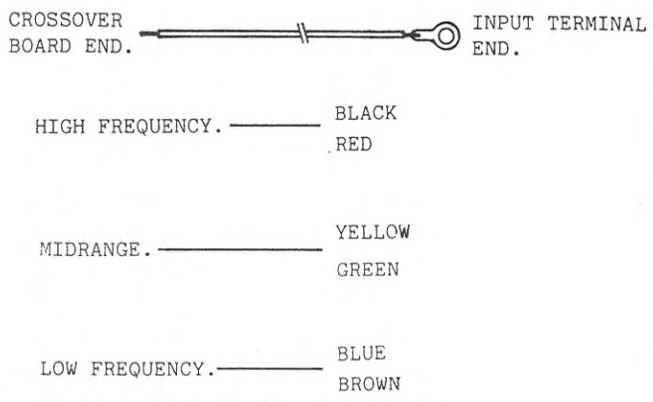 CROSSOVER
BOARD END.
INPUT TERMINAL
END.
HIGH FREQUENCY.
BLACK
RED
MIDRANGE.
YELLOW
GREEN
LOW FREQUENCY.
BLUE
BROWN